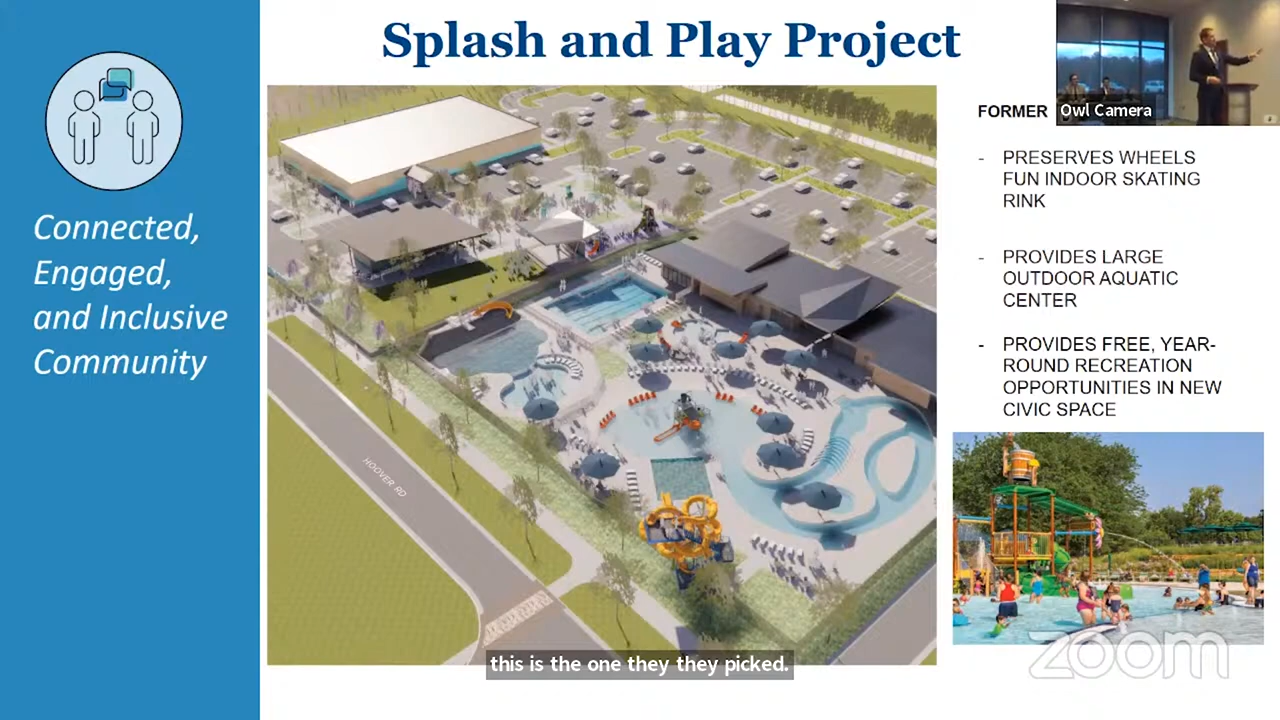 Splash and Play Project
Connected,
Engaged,
and Inclusive
Community
FORMER
Owl Camera
- PRESERVES WHEELS
FUN INDOOR SKATING
RINK
- PROVIDES LARGE
OUTDOOR AQUATIC
CENTER
- PROVIDES FREE, YEAR-
ROUND RECREATION
OPPORTUNITIES IN NEW
CIVIC SPACE
HOOVER RD
this is the one they they picked.
zoom